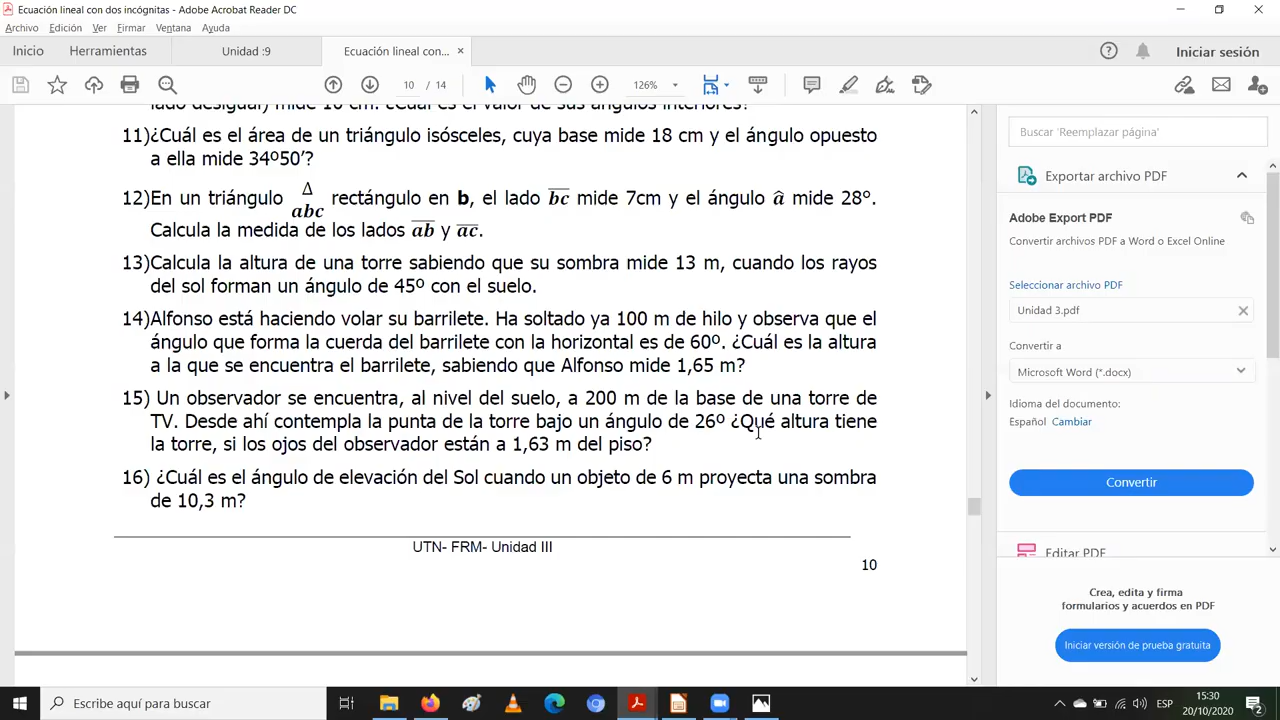 Ecuación lineal con dos incógnitas - Adobe Acrobat Reader DC
Archivo Edición Ver Firmar Ventana Ayuda
Inicio Herramientas Unidad :9 Ecuación lineal con... × Iniciar sesión
10 / 14 126%
lado desigual) mide 10 cm. ¿Cuál es el valor de sus ángulos interiores?
11)¿Cuál es el área de un triángulo isósceles, cuya base mide 18 cm y el ángulo opuesto
a ella mide 34º50’?
12)En un triángulo Δ abc rectángulo en b, el lado bc mide 7cm y el ángulo â mide 28º.
Calcula la medida de los lados ab y ac.
13)Calcula la altura de una torre sabiendo que su sombra mide 13 m, cuando los rayos
del sol forman un ángulo de 45º con el suelo.
14)Alfonso está haciendo volar su barrilete. Ha soltado ya 100 m de hilo y observa que el
ángulo que forma la cuerda del barrilete con la horizontal es de 60º. ¿Cuál es la altura
a la que se encuentra el barrilete, sabiendo que Alfonso mide 1,65 m?
15) Un observador se encuentra, al nivel del suelo, a 200 m de la base de una torre de
TV. Desde ahí contempla la punta de la torre bajo un ángulo de 26º ¿Qué altura tiene
la torre, si los ojos del observador están a 1,63 m del piso?
16) ¿Cuál es el ángulo de elevación del Sol cuando un objeto de 6 m proyecta una sombra
de 10,3 m?
UTN- FRM- Unidad III
10
Buscar 'Reemplazar página'
Exportar archivo PDF
Adobe Export PDF
Convertir archivos PDF a Word o Excel Online
Seleccionar archivo PDF
Unidad 3.pdf
Convertir a
Microsoft Word (*.docx)
Idioma del documento:
Español Cambiar
Convertir
Editar PDF
Crea, edita y firma
formularios y acuerdos en PDF
Iniciar versión de prueba gratuita
Escribe aquí para buscar
ESP
15:30
20/10/2020
2